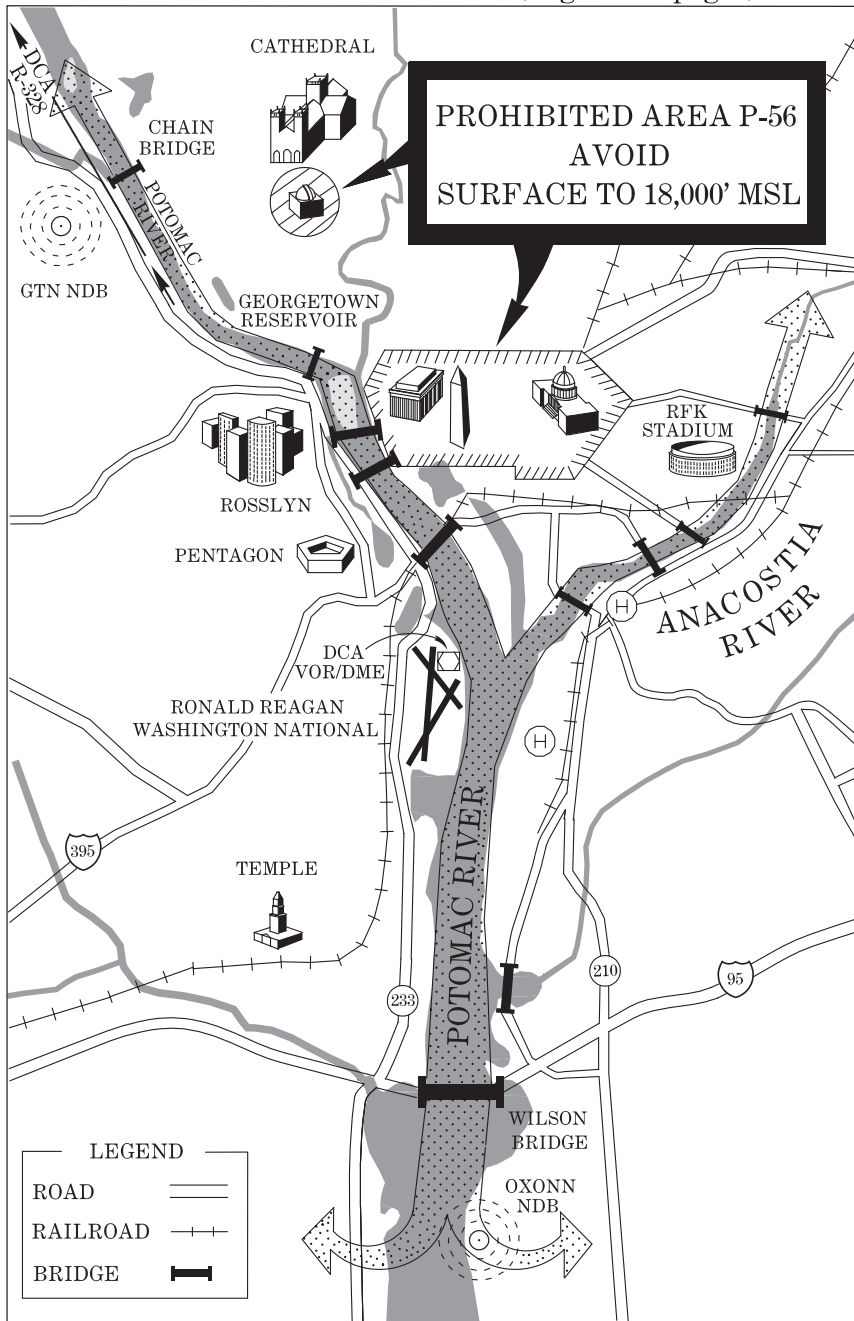 DCA
R-328
CATHEDRAL
CHAIN
BRIDGE
PROHIBITED AREA P-56
AVOID
SURFACE TO 18,000' MSL
POTOMAC
RIVER
GTN NDB
GEORGETOWN
RESERVOIR
RFK
STADIUM
ROSSLYN
PENTAGON
ANACOSTIA
RIVER
H
DCA
VOR/DME
RONALD REAGAN
WASHINGTON NATIONAL
H
POTOMAC RIVER
395
TEMPLE
233
210
95
WILSON
BRIDGE
OXONN
NDB
LEGEND
ROAD
RAILROAD
BRIDGE